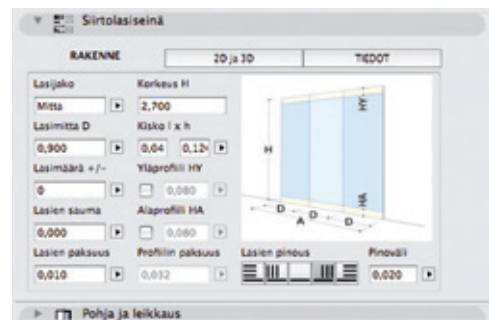 Siirtolasiseinä
RAKENNE 2D ja 3D TIEDOT
Lasijako Korkeus H
Mitta 2,700
Lasimitta D Kisko l x h
0,900 0,04 0,12
Lasimäärä +/- Yläprofiili HY
0 0,080
Lasien sauma Alaprofiili HA
0,000 0,080
Lasien paksuus Profiilin paksuus Lasien pinous Pinoväli
0,010 0,032 0,020
HY
H
HA
D D D
A
Pohja ja leikkaus